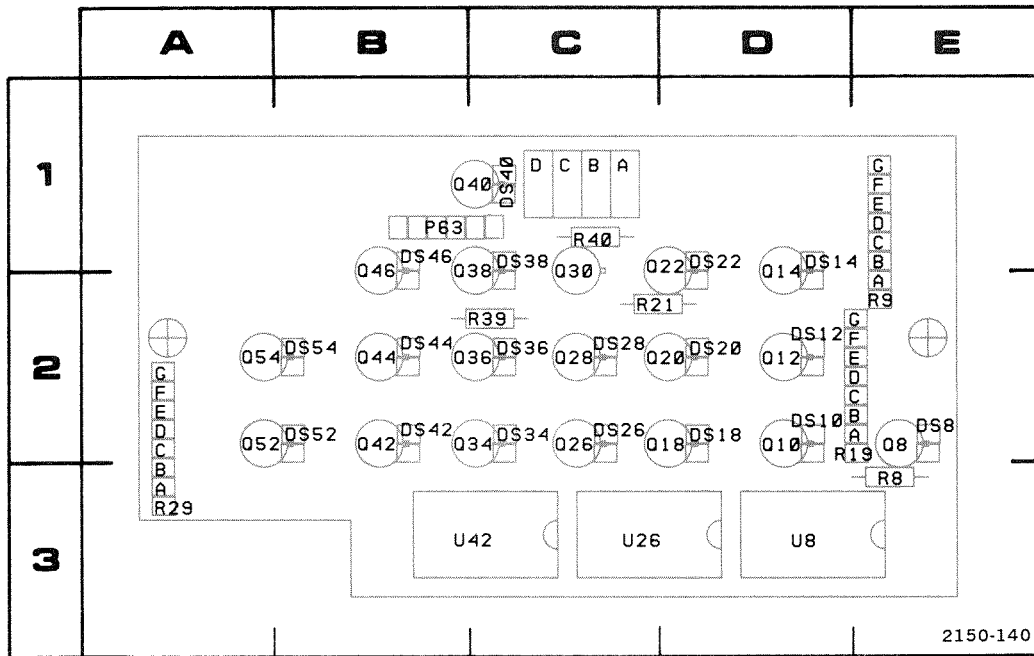 A B C D E
1
Q40 DS40 D C B A
P63
R40
G
F
E
D
C
B
A
R9
Q46 DS46 Q38 DS38 Q30 Q22 DS22 Q14 DS14
R21
R39
2
Q54 DS54 Q44 DS44 Q36 DS36 Q28 DS28 Q20 DS20 Q12 DS12
G
F
E
D
C
B
A
R19
G
F
E
D
C
B
A
R29
Q52 DS52 Q42 DS42 Q34 DS34 Q26 DS26 Q18 DS18 Q10 DS10 Q8 DS8
R8
3
U42 U26 U8
2150-140